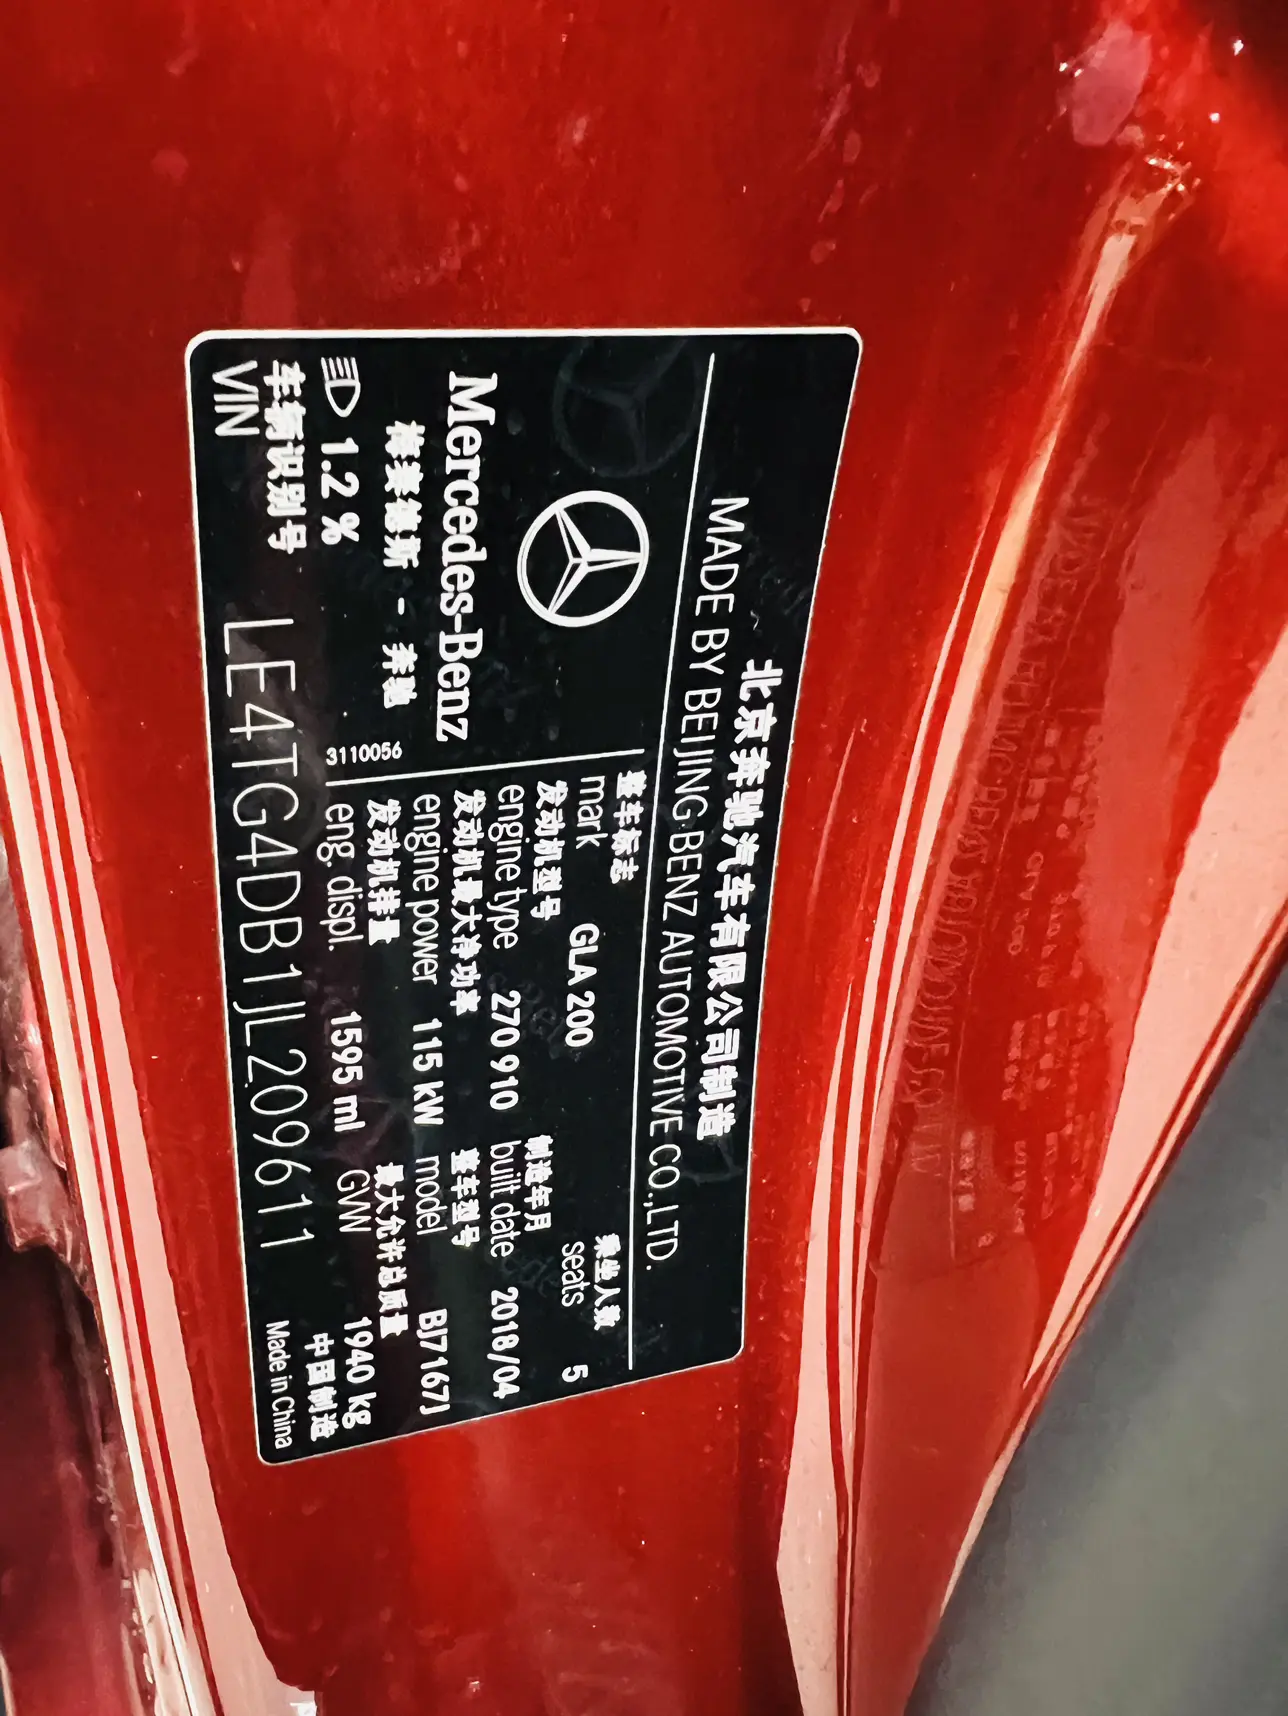 北京奔驰汽车有限公司制造
MADE BY BEIJING BENZ AUTOMOTIVE CO.,LTD.
Mercedes-Benz
梅赛德斯 - 奔驰
1.2 %
3110056
整车标志
mark GLA 200
乘坐人数
seats 5
发动机型号
engine type 270 910
制造年月
built date 2018/04
发动机最大净功率
engine power 115 kW
整车型号
model BJ7167J
发动机排量
eng. displ. 1595 ml
最大允许总质量
GVW 1940 kg
车辆识别号
VIN LE4TG4DB1JL209611
中国制造
Made in China